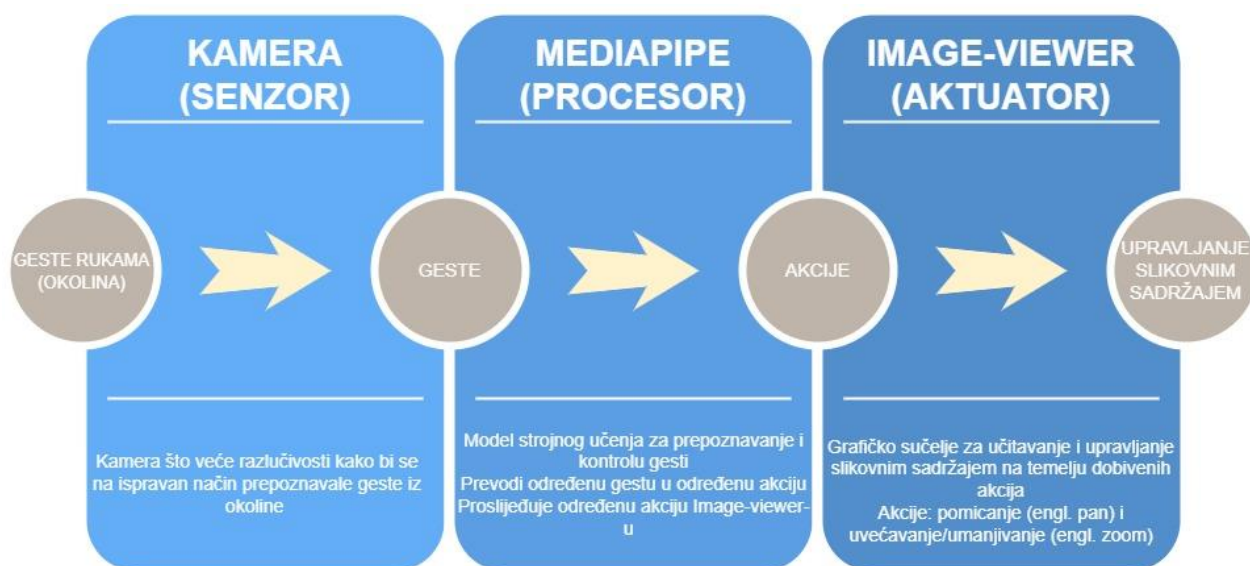 KAMERA
(SENZOR)
MEDIAPIPE
(PROCESOR)
IMAGE-VIEWER
(AKTUATOR)
GESTE RUKAMA
(OKOLINA)
GESTE
AKCIJE
UPRAVLJANJE
SLIKOVNIM
SADRŽAJEM
Kamera što veće razlučivosti kako bi se
na ispravan način prepoznavale geste iz
okoline
Model strojnog učenja za prepoznavanje i
kontrolu gesti
Prevodi određenu gestu u određenu akciju
Proslijeđuje određenu akciju Image-viewer-
u
Grafičko sučelje za učitavanje i upravljanje
slikovnim sadržajem na temelju dobivenih
akcija
Akcije: pomicanje (engl. pan) i
uvećavanje/umanjivanje (engl. zoom)